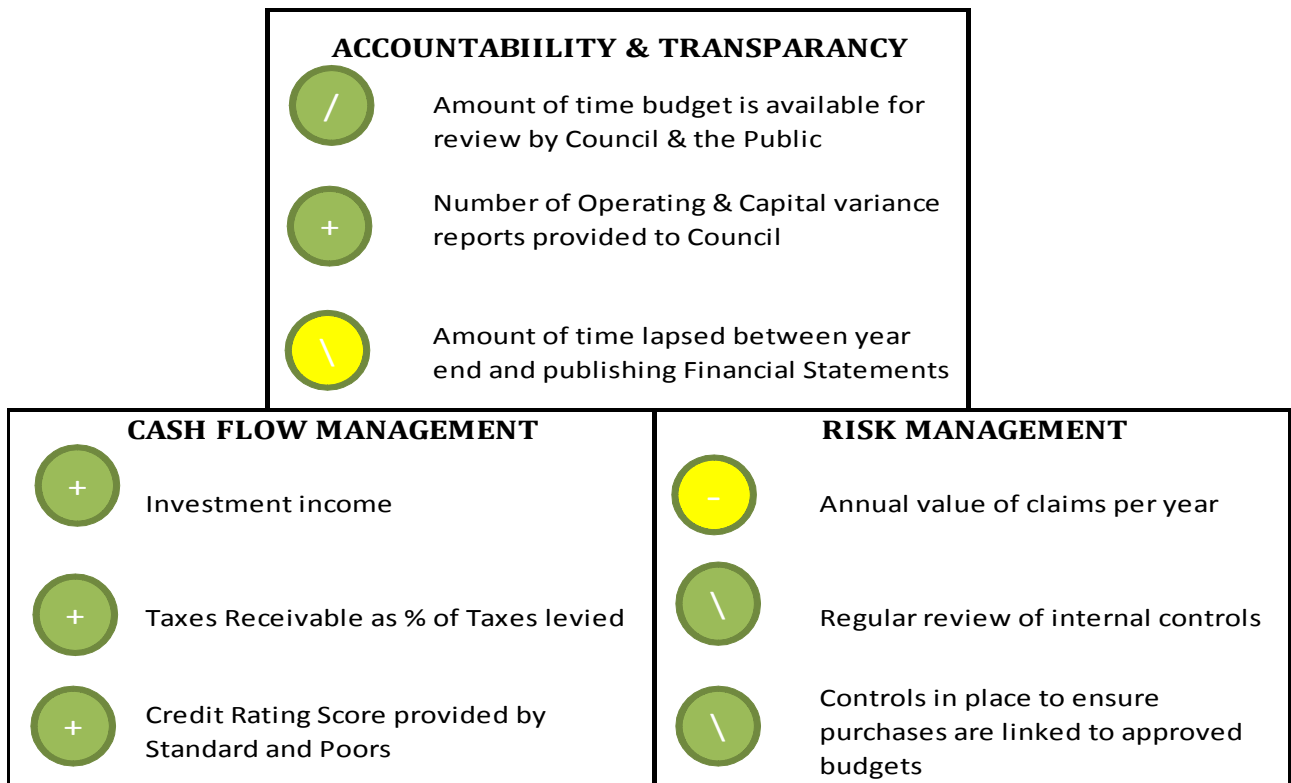 ACCOUNTABIILITY & TRANSPARANCY
/
Amount of time budget is available for
review by Council & the Public
+
Number of Operating & Capital variance
reports provided to Council
\
Amount of time lapsed between year
end and publishing Financial Statements
CASH FLOW MANAGEMENT
+
Investment income
+
Taxes Receivable as % of Taxes levied
+
Credit Rating Score provided by
Standard and Poors
RISK MANAGEMENT
-
Annual value of claims per year
\
Regular review of internal controls
\
Controls in place to ensure
purchases are linked to approved
budgets